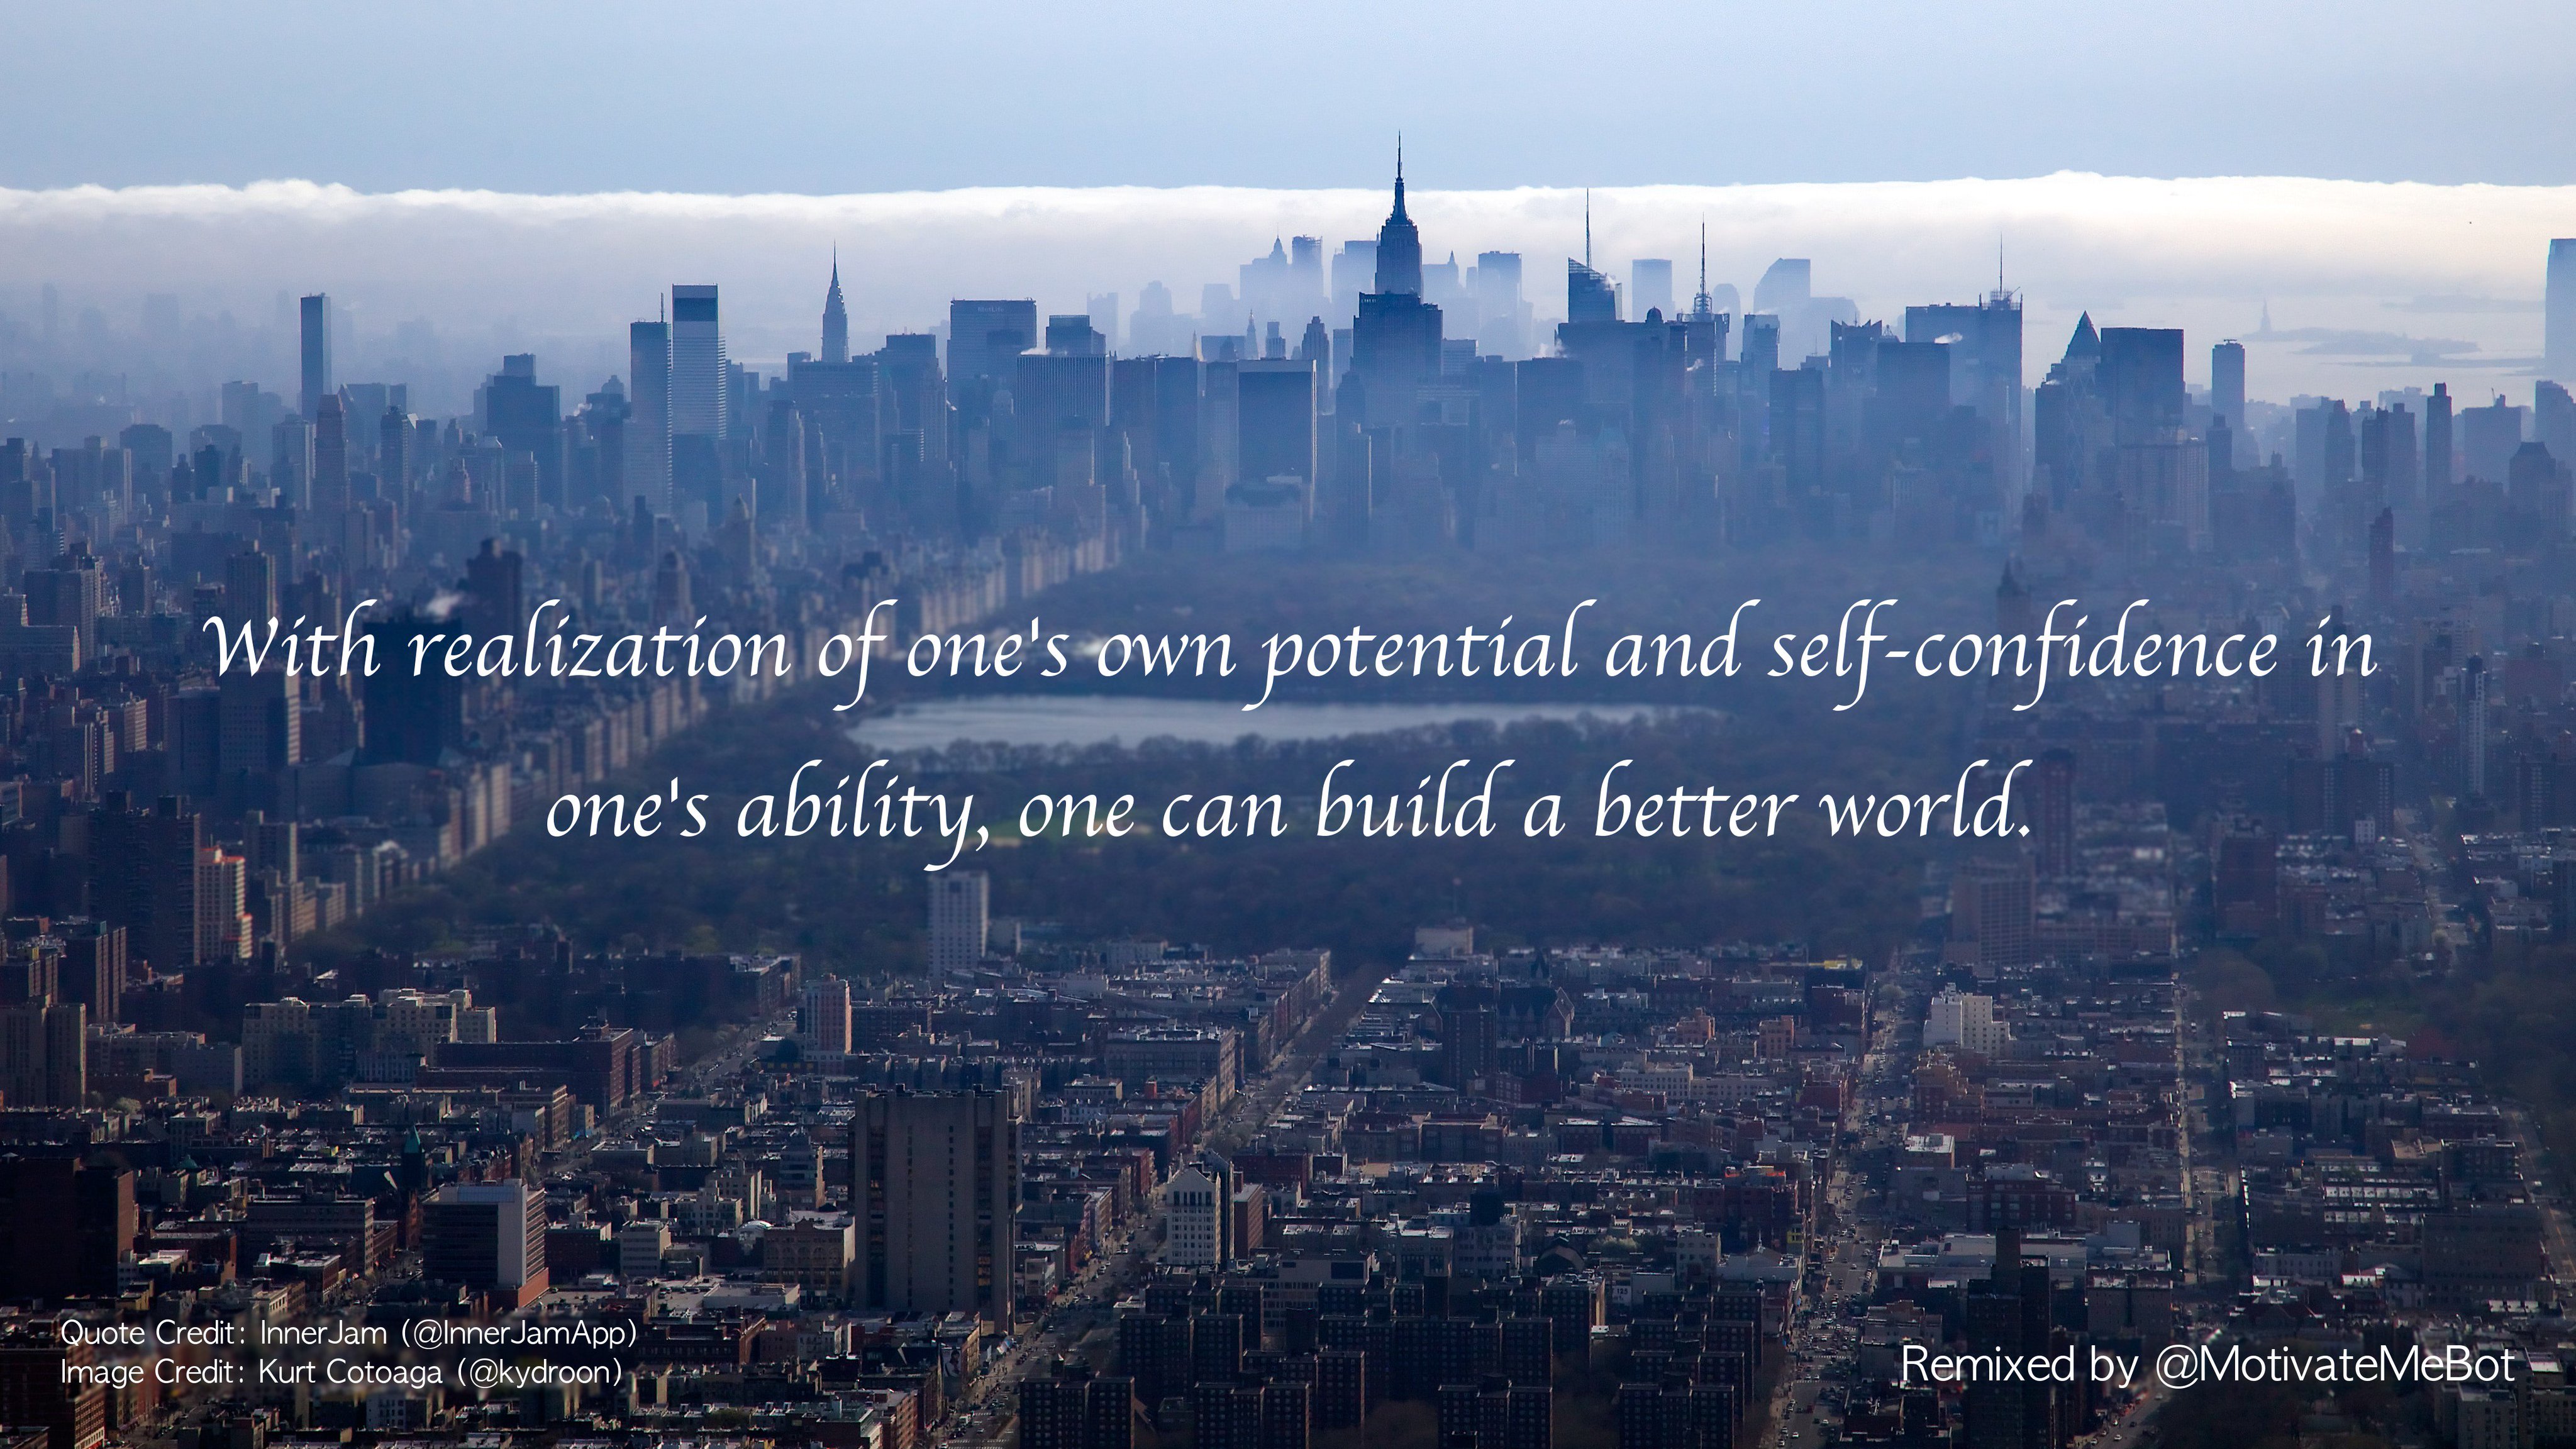 With realization of one's own potential and self-confidence in
one's ability, one can build a better world.
Quote Credit: InnerJam (@InnerJamApp)
Image Credit: Kurt Cotoaga (@kydroon)
Remixed by @MotivateMeBot